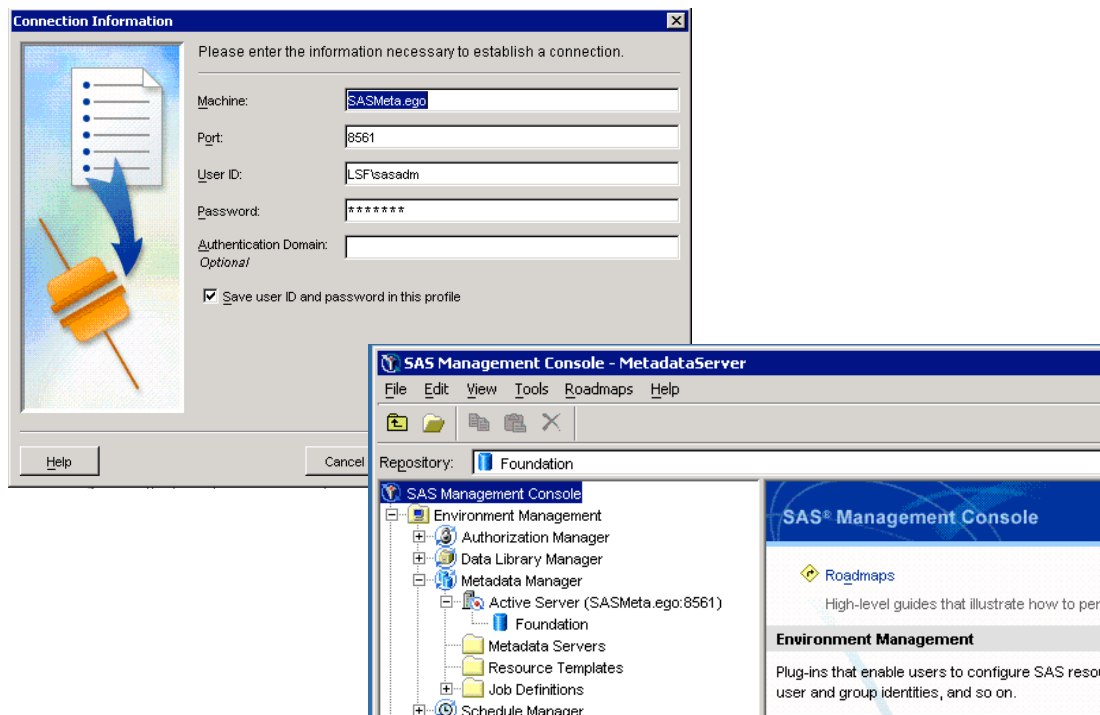 Connection Information
Please enter the information necessary to establish a connection.
Machine:
SASMeta.ego
Port:
8561
User ID:
LSF\sasadm
Password:
*******
Authentication Domain:
Optional
Save user ID and password in this profile
Help
Cancel
SAS Management Console - MetadataServer
File Edit View Tools Roadmaps Help
Repository: Foundation
SAS Management Console
Environment Management
Authorization Manager
Data Library Manager
Metadata Manager
Active Server (SASMeta.ego:8561)
Foundation
Metadata Servers
Resource Templates
Job Definitions
Schedule Manager
SAS® Management Console
Roadmaps
High-level guides that illustrate how to per
Environment Management
Plug-ins that enable users to configure SAS reso
user and group identities, and so on.